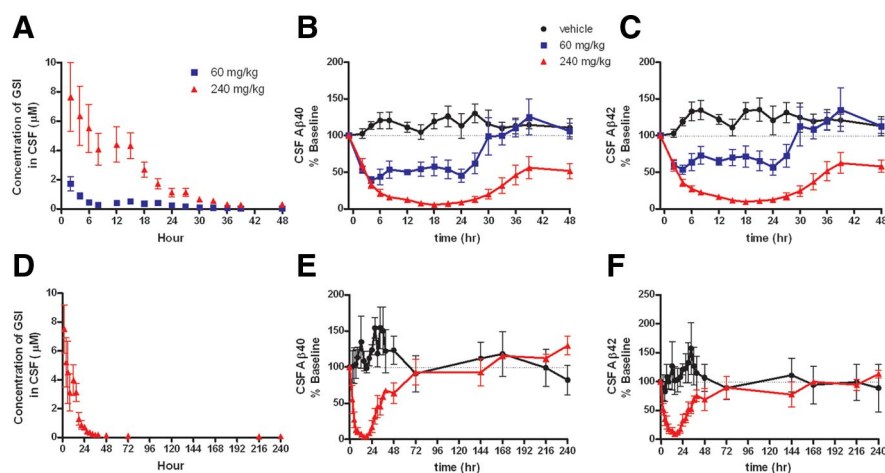 A
Concentration of GSI
in CSF (μM)
10
8
6
4
2
0
60 mg/kg
240 mg/kg
0 6 12 18 24 30 36 42 48
Hour
B
CSF Aβ40
% Baseline
200
150
100
50
0
0 6 12 18 24 30 36 42 48
time (hr)
vehicle
60 mg/kg
240 mg/kg
C
CSF Aβ42
% Baseline
200
150
100
50
0
0 6 12 18 24 30 36 42 48
time (hr)
D
Concentration of GSI
in CSF (μM)
10
8
6
4
2
0
0 24 48 72 96 120 144 168 192 216 240
Hour
E
CSF Aβ40
% Baseline
200
150
100
50
0
0 24 48 72 96 120 144 168 192 216 240
time (hr)
F
CSF Aβ42
% Baseline
250
200
150
100
50
0
0 24 48 72 96 120 144 168 192 216 240
time (hr)